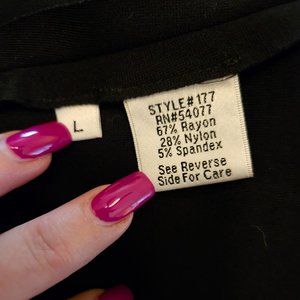 L
STYLE#177
RN#54077
67% Rayon
28% Nylon
5% Spandex
See Reverse
Side For Care